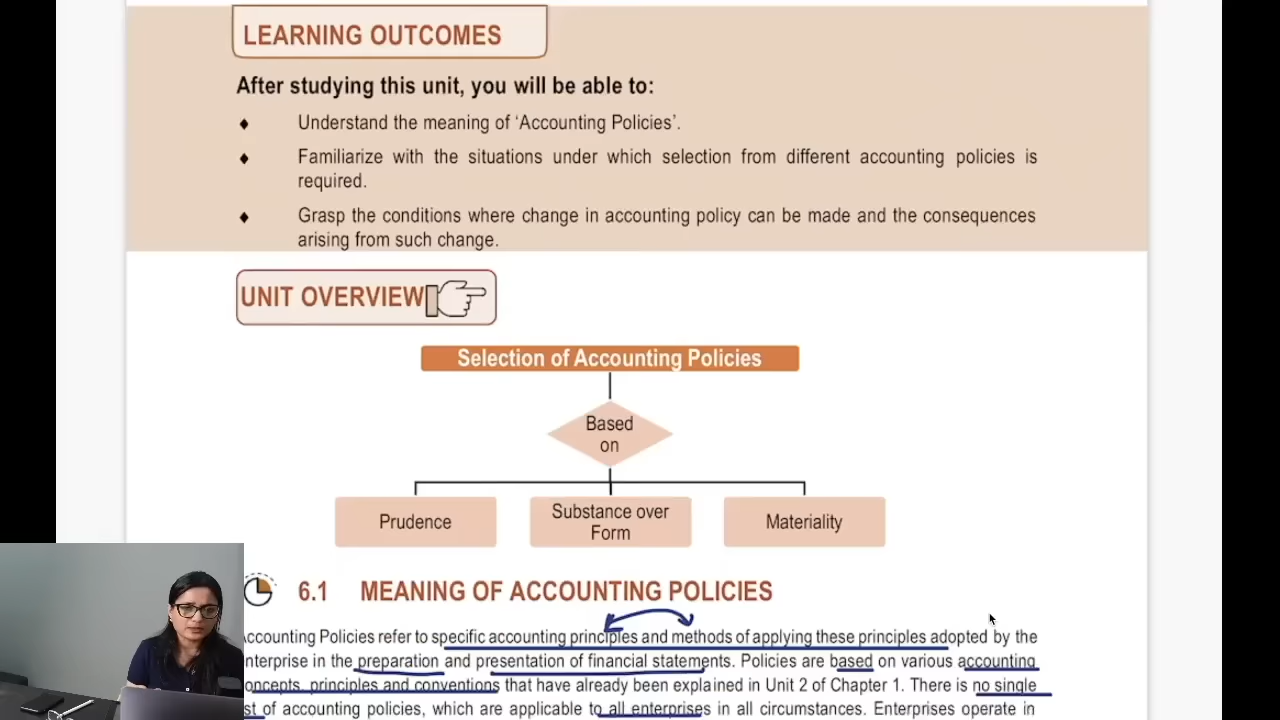 LEARNING OUTCOMES
After studying this unit, you will be able to:
♦ Understand the meaning of ‘Accounting Policies’.
♦ Familiarize with the situations under which selection from different accounting policies is
required.
♦ Grasp the conditions where change in accounting policy can be made and the consequences
arising from such change.
UNIT OVERVIEW
Selection of Accounting Policies
Based
on
Prudence
Substance over
Form
Materiality
6.1 MEANING OF ACCOUNTING POLICIES
ccounting Policies refer to specific accounting principles and methods of applying these principles adopted by the
nterprise in the preparation and presentation of financial statements. Policies are based on various accounting
oncepts, principles and conventions that have already been explained in Unit 2 of Chapter 1. There is no single
st of accounting policies, which are applicable to all enterprises in all circumstances. Enterprises operate in